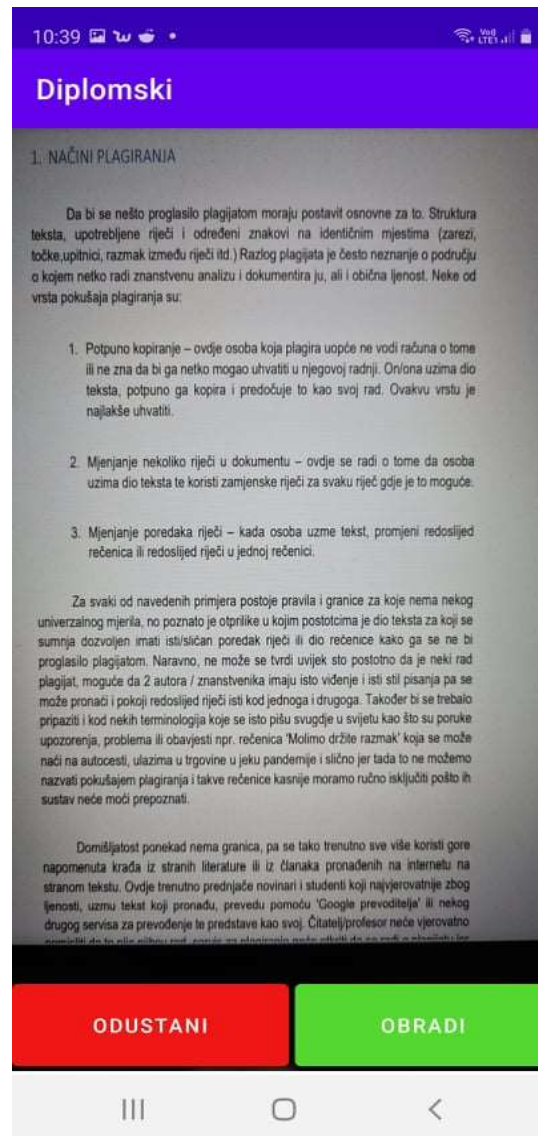 10:39
Diplomski
1. NAČINI PLAGIRANJA
Da bi se nešto proglasilo plagijatom moraju postavit osnovne za to. Struktura
teksta, upotrebljene riječi i određeni znakovi na identičnim mjestima (zarezi,
točke,upitnici, razmak između riječi itd.) Razlog plagijata je često neznanje o području
o kojem netko radi znanstvenu analizu i dokumentira ju, ali i obična ljenost. Neke od
vrsta pokušaja plagiranja su:
1. Potpuno kopiranje – ovdje osoba koja plagira uopće ne vodi računa o tome
ili ne zna da bi ga netko mogao uhvatiti u njegovoj radnji. On/ona uzima dio
teksta, potpuno ga kopira i predočuje to kao svoj rad. Ovakvu vrstu je
najlakše uhvatiti.
2. Mjenjanje nekoliko riječi u dokumentu – ovdje se radi o tome da osoba
uzima dio teksta te koristi zamjenske riječi za svaku riječ gdje je to moguće.
3. Mjenjanje poredaka riječi – kada osoba uzme tekst, promjeni redoslijed
rečenica ili redoslijed riječi u jednoj rečenici.
Za svaki od navedenih primjera postoje pravila i granice za koje nema nekog
univerzalnog mjerila, no poznato je otprilike u kojim postotcima je dio teksta za koji se
sumnja dozvoljen imati isti/sličan poredak riječi ili dio rečenice kako ga se ne bi
proglasilo plagijatom. Naravno, ne može se tvrdi uvijek sto postotno da je neki rad
plagijat, moguće da 2 autora / znanstvenika imaju isto viđenje i isti stil pisanja pa se
može pronaći i pokoji redoslijed riječi isti kod jednoga i drugoga. Također bi se trebalo
pripaziti i kod nekih terminologija koje se isto pišu svugdje u svijetu kao što su poruke
upozorenja, problema ili obavjesti npr. rečenica 'Molimo držite razmak' koja se može
naći na autocesti, ulazima u trgovine u jeku pandemije i slično jer tada to ne možemo
nazvati pokušajem plagiranja i takve rečenice kasnije moramo ručno isključiti pošto ih
sustav neće moći prepoznati.
Domišljatost ponekad nema granica, pa se tako trenutno sve više koristi gore
napomenuta krađa iz stranih literature ili iz članaka pronađenih na internetu na
stranom tekstu. Ovdje trenutno prednjače novinari i studenti koji najvjerovatnije zbog
ljenosti, uzmu tekst koji pronađu, prevedu pomoću 'Google prevoditelja' ili nekog
drugog servisa za prevođenje te predstave kao svoj. Čitatelj/profesor neće vjerovatno
ODUSTANI
OBRADI